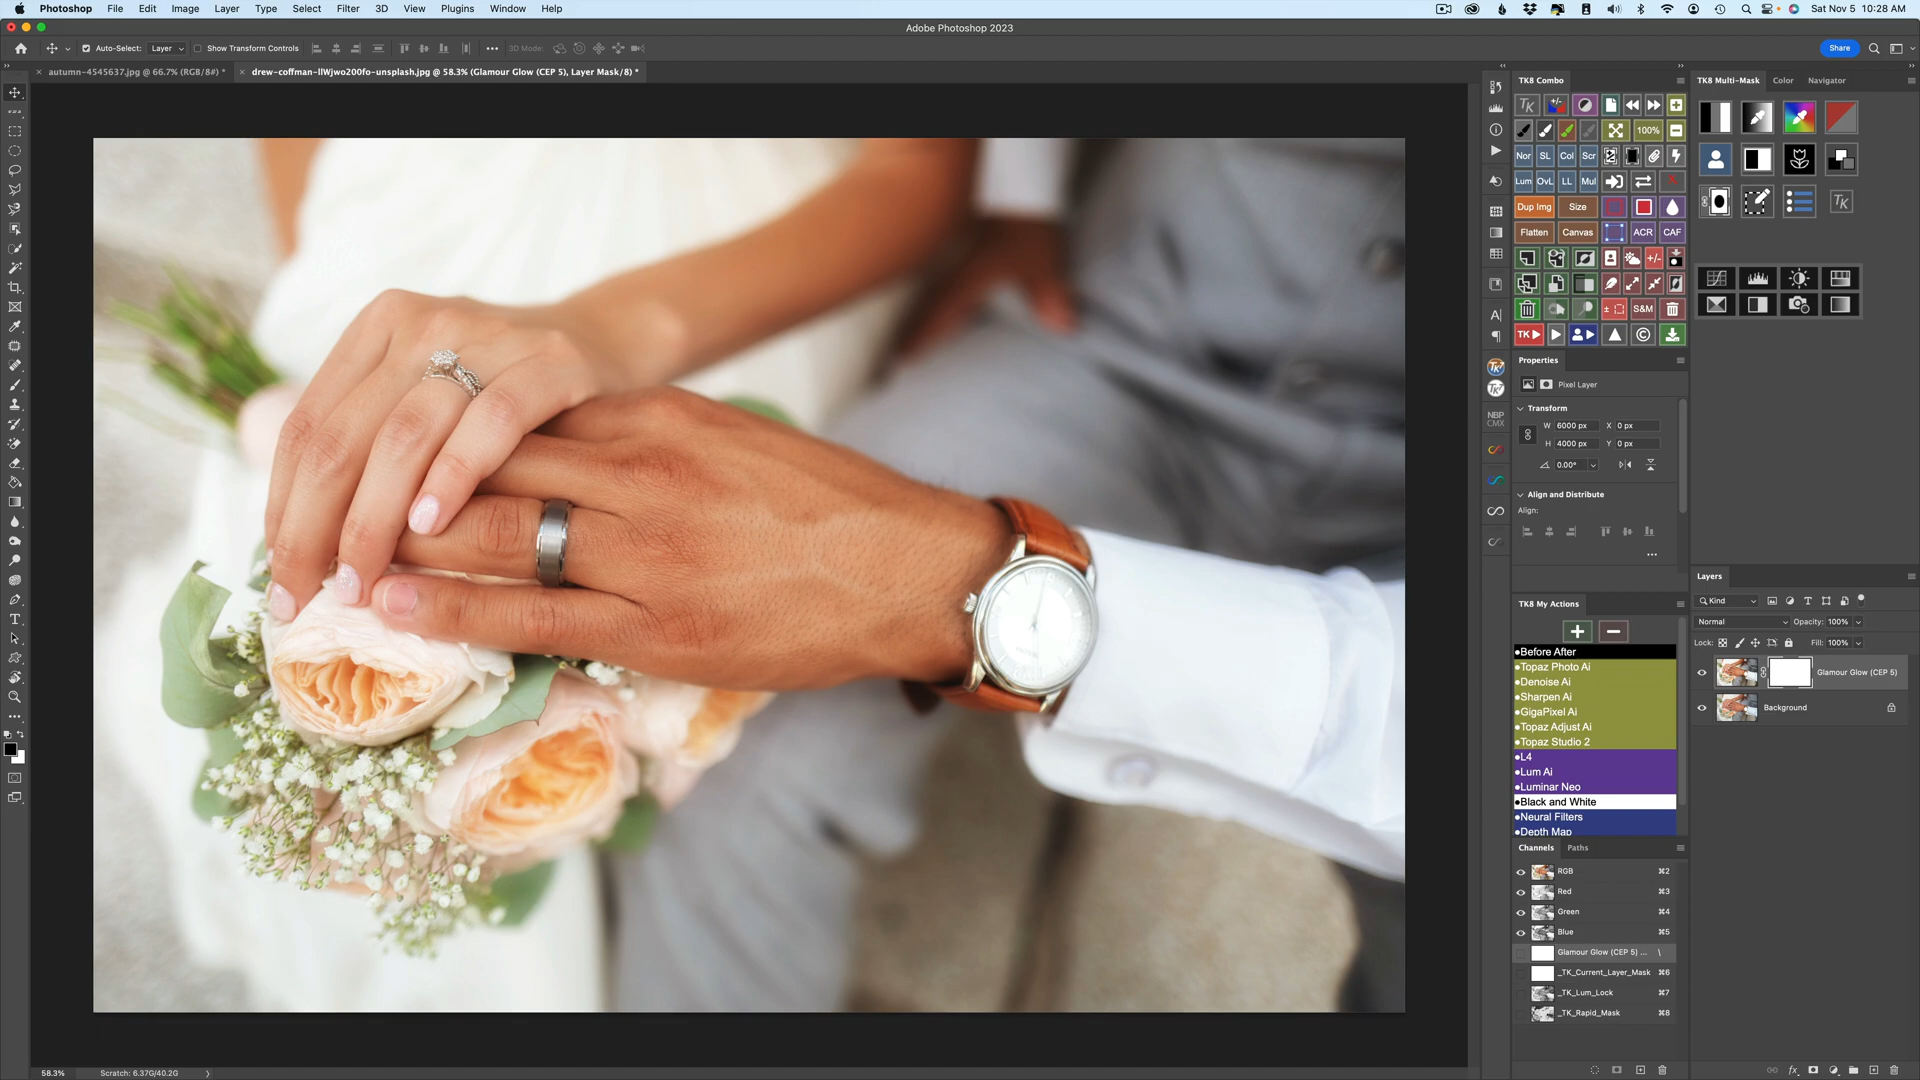 Photoshop File Edit Image Layer Type Select Filter 3D View Plugins Window Help
Sat Nov 5 10:28 AM
Adobe Photoshop 2023
Auto-Select: Layer Show Transform Controls 3D Mode: Share
autumn-4545637.jpg @ 66.7% (RGB/8#) * drew-coffman-llWjwo200fo-unsplash.jpg @ 58.3% (Glamour Glow (CEP 5), Layer Mask/8) *
TK8 Combo
TK +/-
100%
Nor SL Col Scr
Lum OvL LL Mul
Dup Img Size
Flatten Canvas ACR CAF
+/-
S&M
TK
Properties
Pixel Layer
Transform
W 6000 px X 0 px
H 4000 px Y 0 px
0.00°
Align and Distribute
Align:
NBP
CMX
TK8 My Actions
Before After
Topaz Photo Ai
Denoise Ai
Sharpen Ai
GigaPixel Ai
Topaz Adjust Ai
Topaz Studio 2
L4
Lum Ai
Luminar Neo
Black and White
Neural Filters
Depth Map
Channels Paths
RGB ⌘2
Red ⌘3
Green ⌘4
Blue ⌘5
Glamour Glow (CEP 5) ... \
_TK_Current_Layer_Mask ⌘6
_TK_Lum_Lock ⌘7
_TK_Rapid_Mask ⌘8
TK8 Multi-Mask Color Navigator
TK
Layers
Kind
Normal Opacity: 100%
Lock: Fill: 100%
Glamour Glow (CEP 5)
Background
58.3% Scratch: 6.37G/40.2G